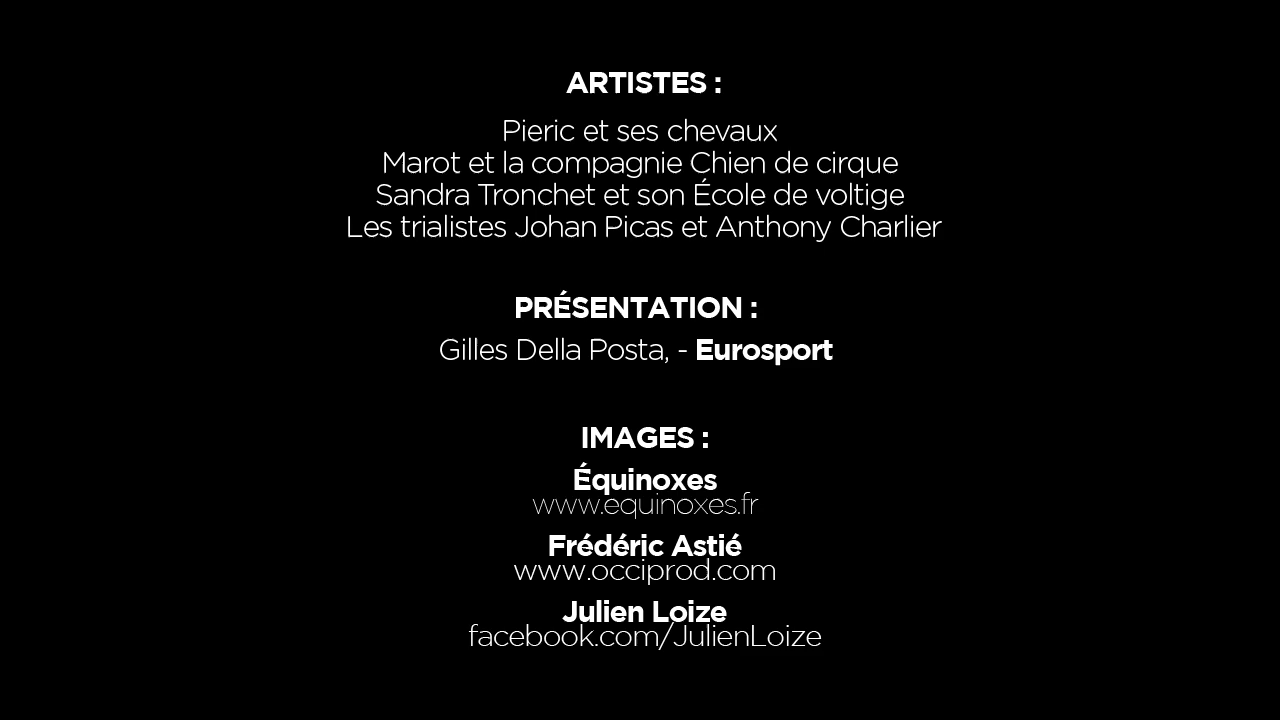 ARTISTES :
Pieric et ses chevaux
Marot et la compagnie Chien de cirque
Sandra Tronchet et son École de voltige
Les trialistes Johan Picas et Anthony Charlier
PRÉSENTATION :
Gilles Della Posta, - Eurosport
IMAGES :
Équinoxes
www.equinoxes.fr
Frédéric Astié
www.occiprod.com
Julien Loize
facebook.com/JulienLoize